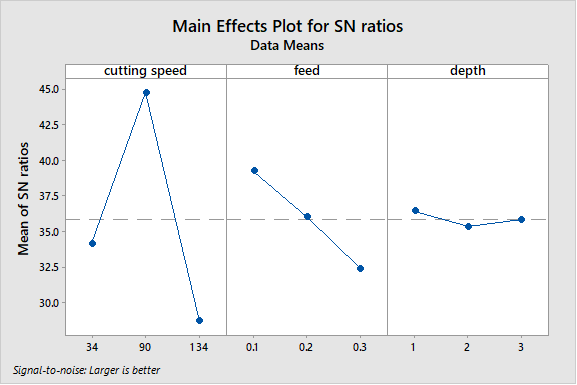 Main Effects Plot for SN ratios
Data Means
cutting speed feed depth
Mean of SN ratios
45.0
42.5
40.0
37.5
35.0
32.5
30.0
34 90 134 0.1 0.2 0.3 1 2 3
Signal-to-noise: Larger is better